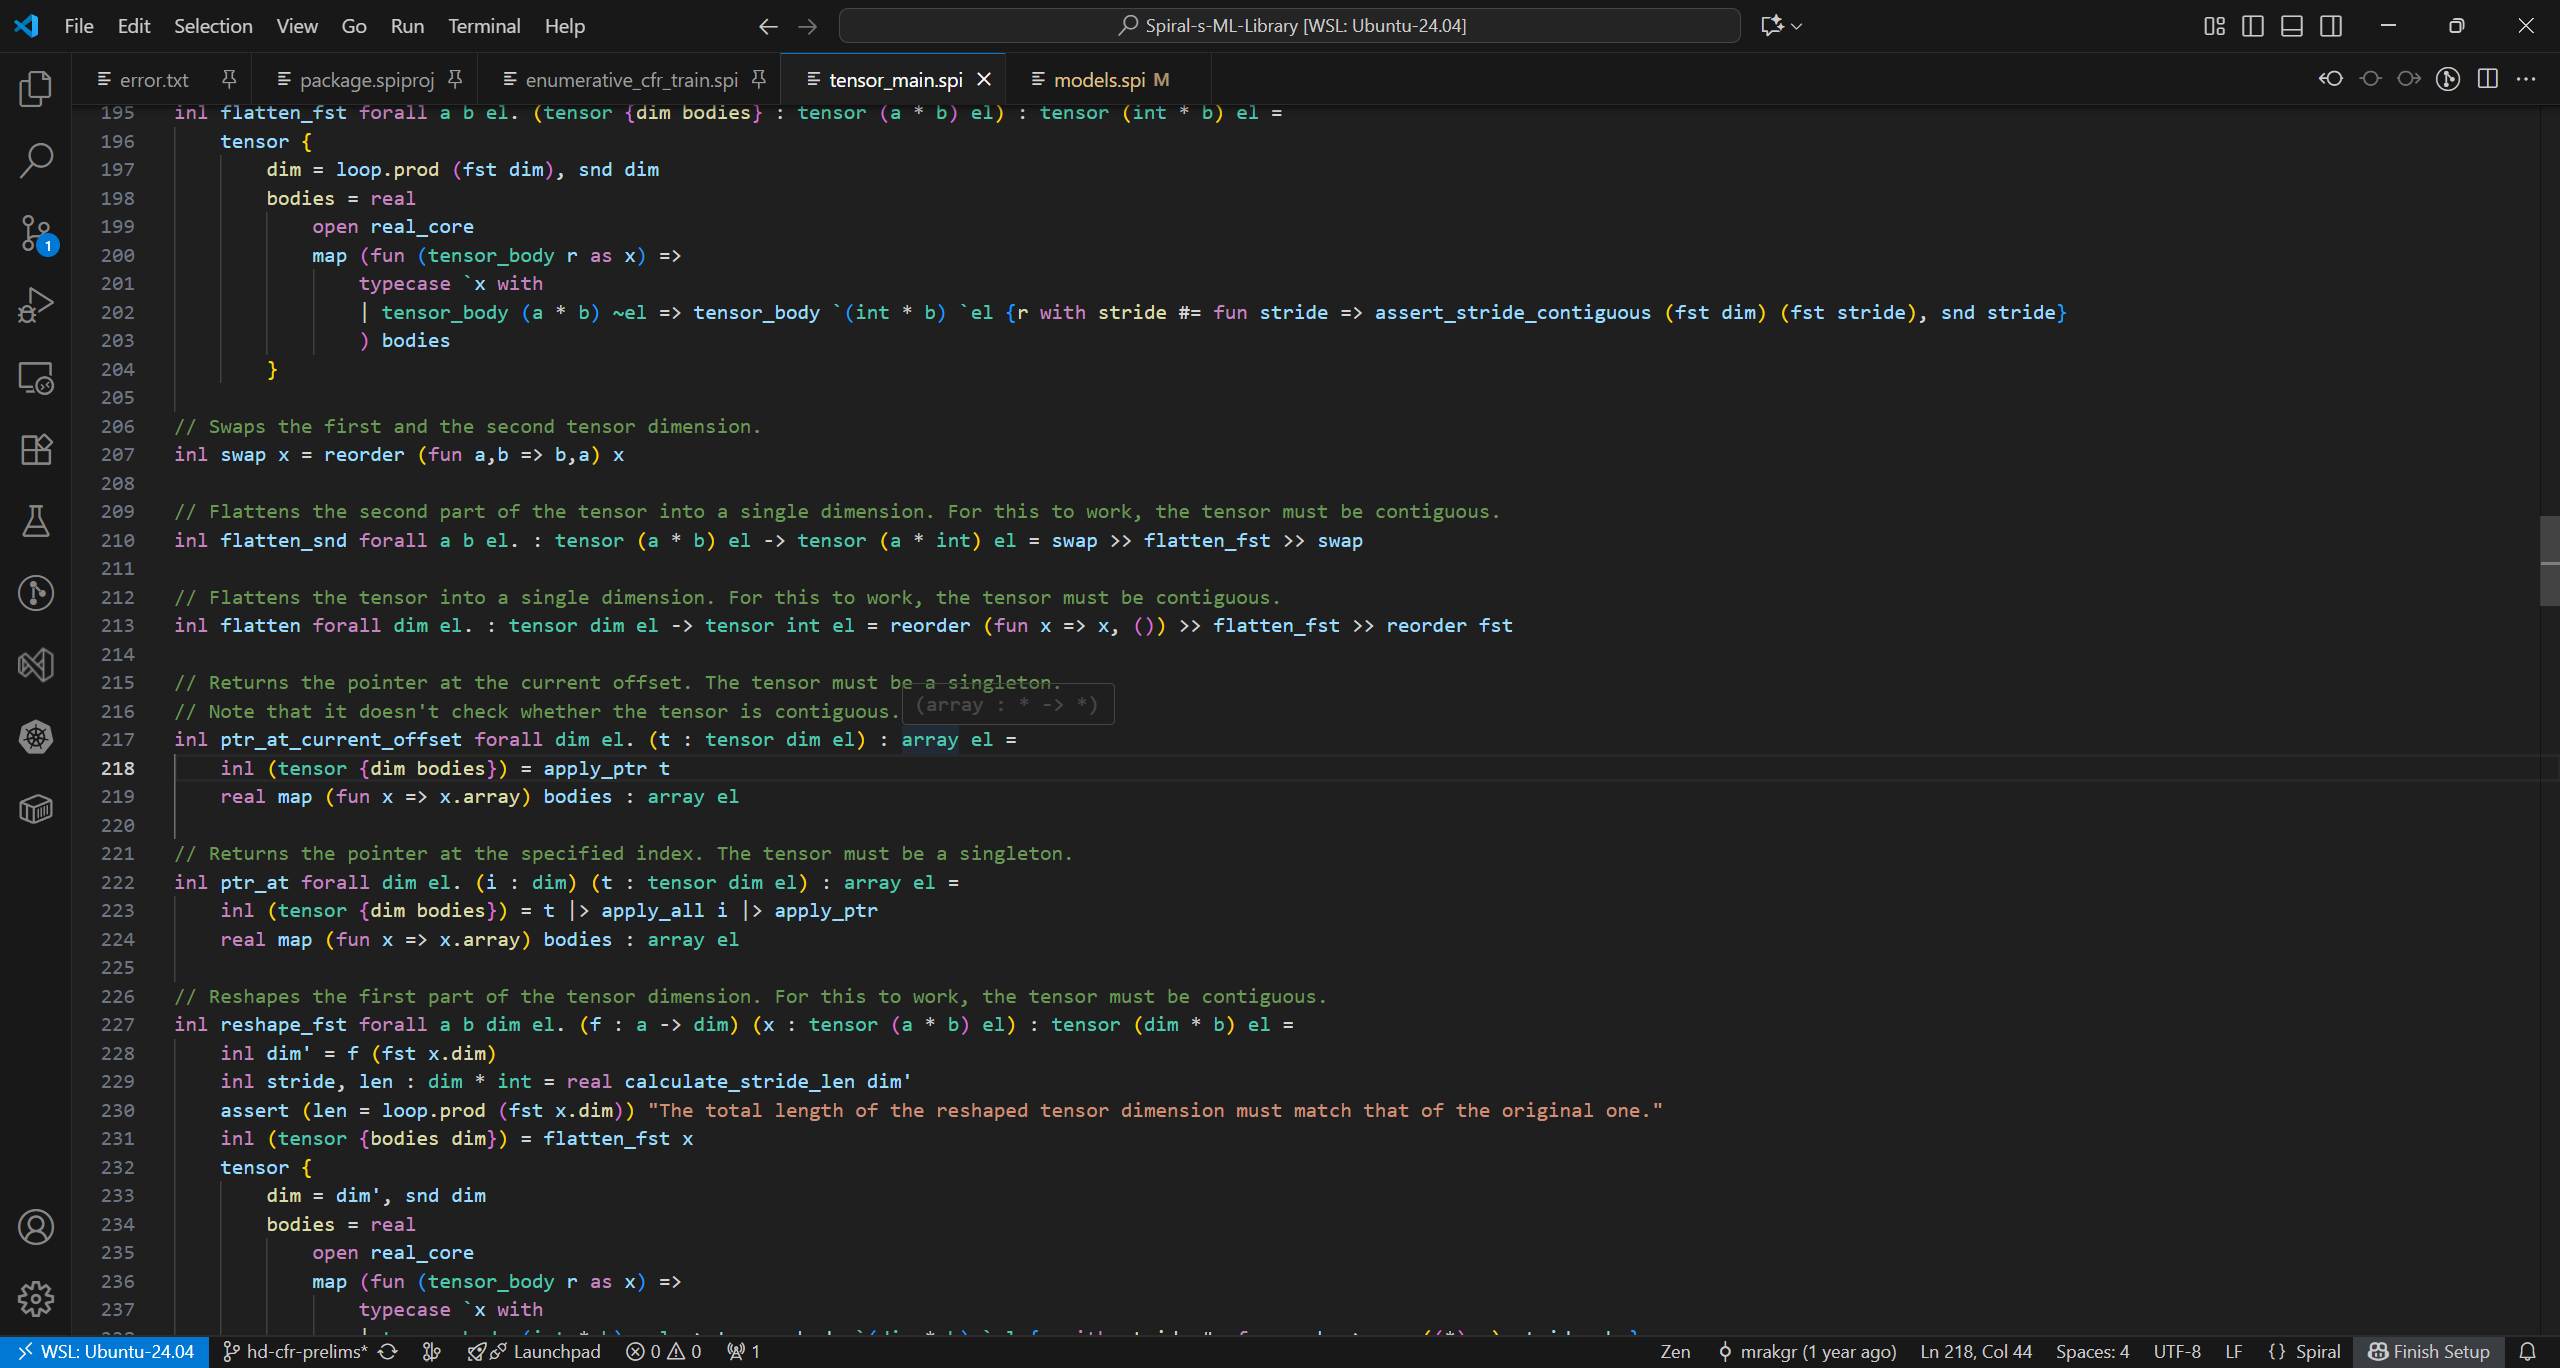 File Edit Selection View Go Run Terminal Help
Spiral-s-ML-Library [WSL: Ubuntu-24.04]
error.txt package.spiproj enumerative_cfr_train.spi tensor_main.spi models.spi M
195 inl flatten_fst forall a b el. (tensor {dim bodies} : tensor (a * b) el) : tensor (int * b) el =
196     tensor {
197         dim = loop.prod (fst dim), snd dim
198         bodies = real
199             open real_core
200             map (fun (tensor_body r as x) =>
201                 typecase `x with
202                 | tensor_body (a * b) ~el => tensor_body `(int * b) `el {r with stride #= fun stride => assert_stride_contiguous (fst dim) (fst stride), snd stride}
203                 ) bodies
204         }
205
206 // Swaps the first and the second tensor dimension.
207 inl swap x = reorder (fun a,b => b,a) x
208
209 // Flattens the second part of the tensor into a single dimension. For this to work, the tensor must be contiguous.
210 inl flatten_snd forall a b el. : tensor (a * b) el -> tensor (a * int) el = swap >> flatten_fst >> swap
211
212 // Flattens the tensor into a single dimension. For this to work, the tensor must be contiguous.
213 inl flatten forall dim el. : tensor dim el -> tensor int el = reorder (fun x => x, ()) >> flatten_fst >> reorder fst
214
215 // Returns the pointer at the current offset. The tensor must be a singleton.
216 // Note that it doesn't check whether the tensor is contiguous. (array : * -> *)
217 inl ptr_at_current_offset forall dim el. (t : tensor dim el) : array el =
218     inl (tensor {dim bodies}) = apply_ptr t
219     real map (fun x => x.array) bodies : array el
220
221 // Returns the pointer at the specified index. The tensor must be a singleton.
222 inl ptr_at forall dim el. (i : dim) (t : tensor dim el) : array el =
223     inl (tensor {dim bodies}) = t |> apply_all i |> apply_ptr
224     real map (fun x => x.array) bodies : array el
225
226 // Reshapes the first part of the tensor dimension. For this to work, the tensor must be contiguous.
227 inl reshape_fst forall a b dim el. (f : a -> dim) (x : tensor (a * b) el) : tensor (dim * b) el =
228     inl dim' = f (fst x.dim)
229     inl stride, len : dim * int = real calculate_stride_len dim'
230     assert (len = loop.prod (fst x.dim)) "The total length of the reshaped tensor dimension must match that of the original one."
231     inl (tensor {bodies dim}) = flatten_fst x
232     tensor {
233         dim = dim', snd dim
234         bodies = real
235             open real_core
236             map (fun (tensor_body r as x) =>
237                 typecase `x with
1
WSL: Ubuntu-24.04 hd-cfr-prelims* Launchpad 0 0 1 Zen mrakgr (1 year ago) Ln 218, Col 44 Spaces: 4 UTF-8 LF {} Spiral Finish Setup